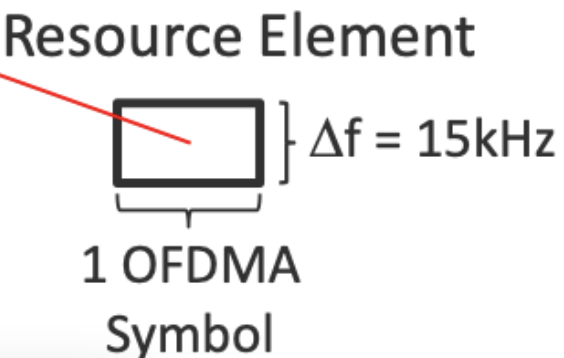 Resource Element
Δf = 15kHz
1 OFDMA
Symbol